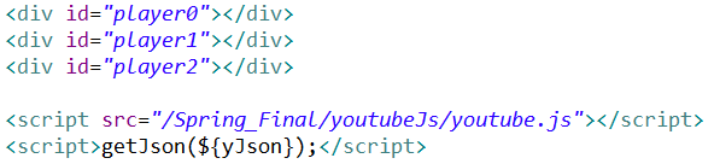 <div id="player0"></div>
<div id="player1"></div>
<div id="player2"></div>
<script src="/Spring_Final/youtubeJs/youtube.js"></script>
<script>getJson(${yJson});</script>